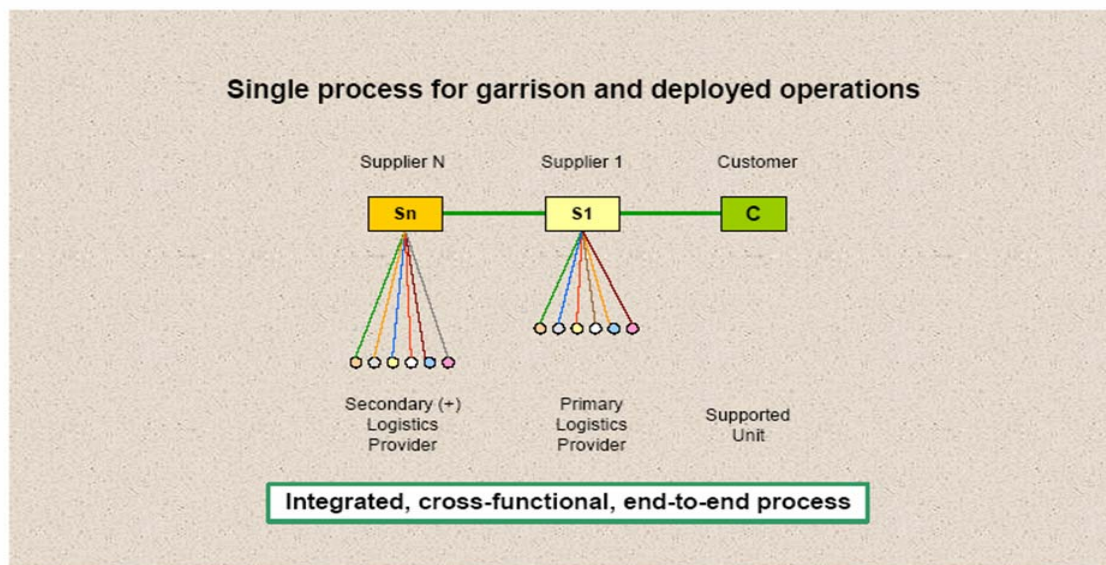 Single process for garrison and deployed operations
Supplier N
Supplier 1
Customer
Sn
S1
C
Secondary (+)
Logistics
Provider
Primary
Logistics
Provider
Supported
Unit
Integrated, cross-functional, end-to-end process